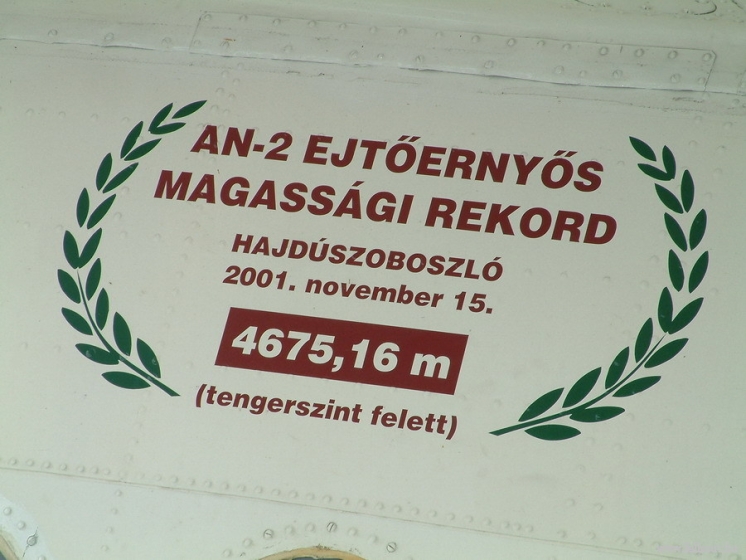 AN-2 EJTŐERNYŐS
MAGASSÁGI REKORD
HAJDÚSZOBOSZLÓ
2001. november 15.
4675,16 m
(tengerszint felett)